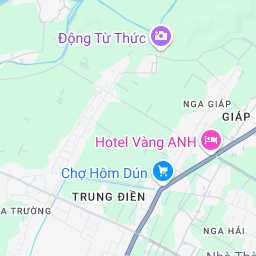 Động Từ Thức
NGA GIÁP
GIÁP
Hotel Vàng ANH
Chợ Hôm Dún
TRUNG ĐIỀN
TRƯỜNG
NGA HẢI